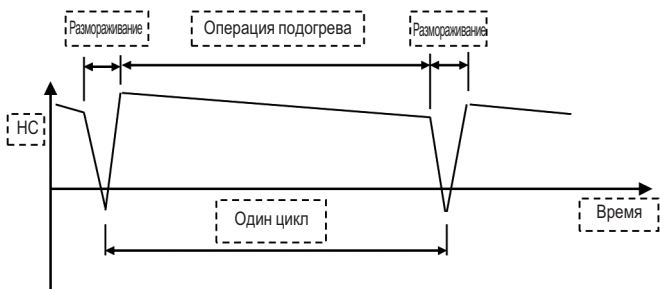 Размораживание
Операция подогрева
Размораживание
НС
Время
Один цикл